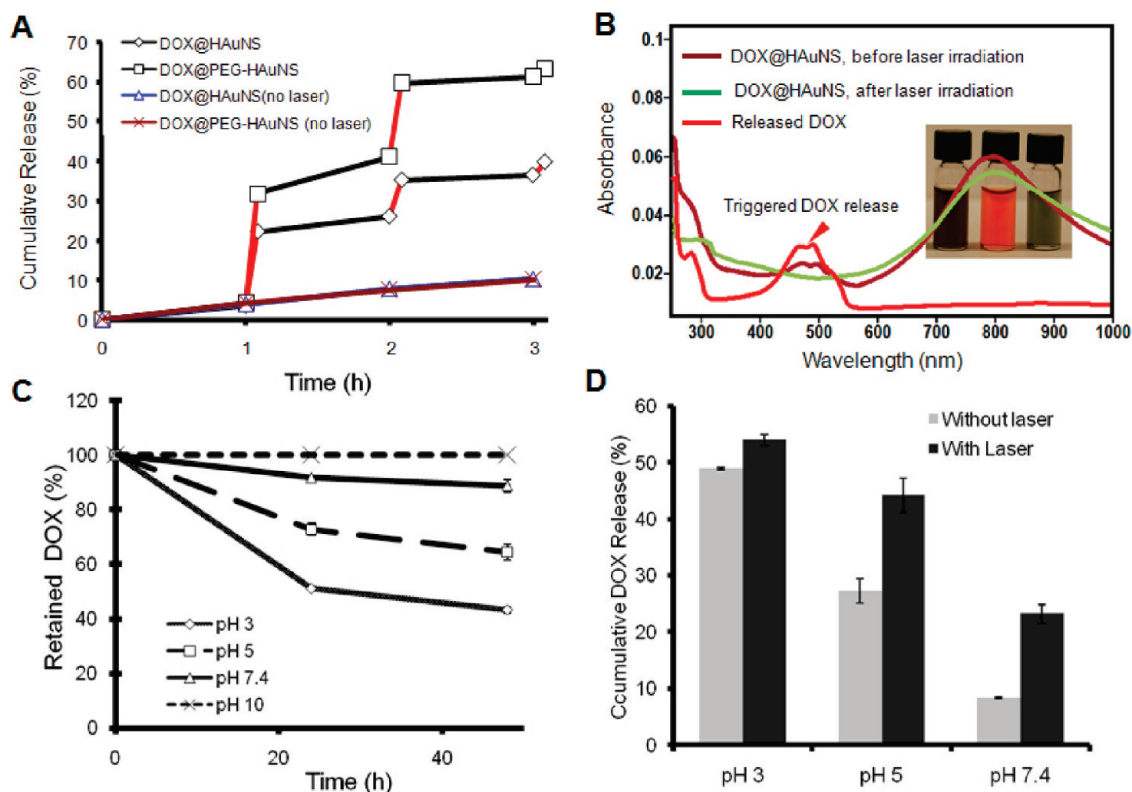 A
Cumulative Release (%)
70
60
50
40
30
20
10
0
0 1 2 3
Time (h)
DOX@HAuNS
DOX@PEG-HAuNS
DOX@HAuNS(no laser)
DOX@PEG-HAuNS (no laser)
B
Absorbance
0.1
0.08
0.06
0.04
0.02
300 400 500 600 700 800 900 1000
Wavelength (nm)
DOX@HAuNS, before laser irradiation
DOX@HAuNS, after laser irradiation
Released DOX
Triggered DOX release
C
Retained DOX (%)
120
100
80
60
40
20
0
0 20 40
Time (h)
pH 3
pH 5
pH 7.4
pH 10
D
Ccumulative DOX Release (%)
60
50
40
30
20
10
0
pH 3 pH 5 pH 7.4
Without laser
With Laser